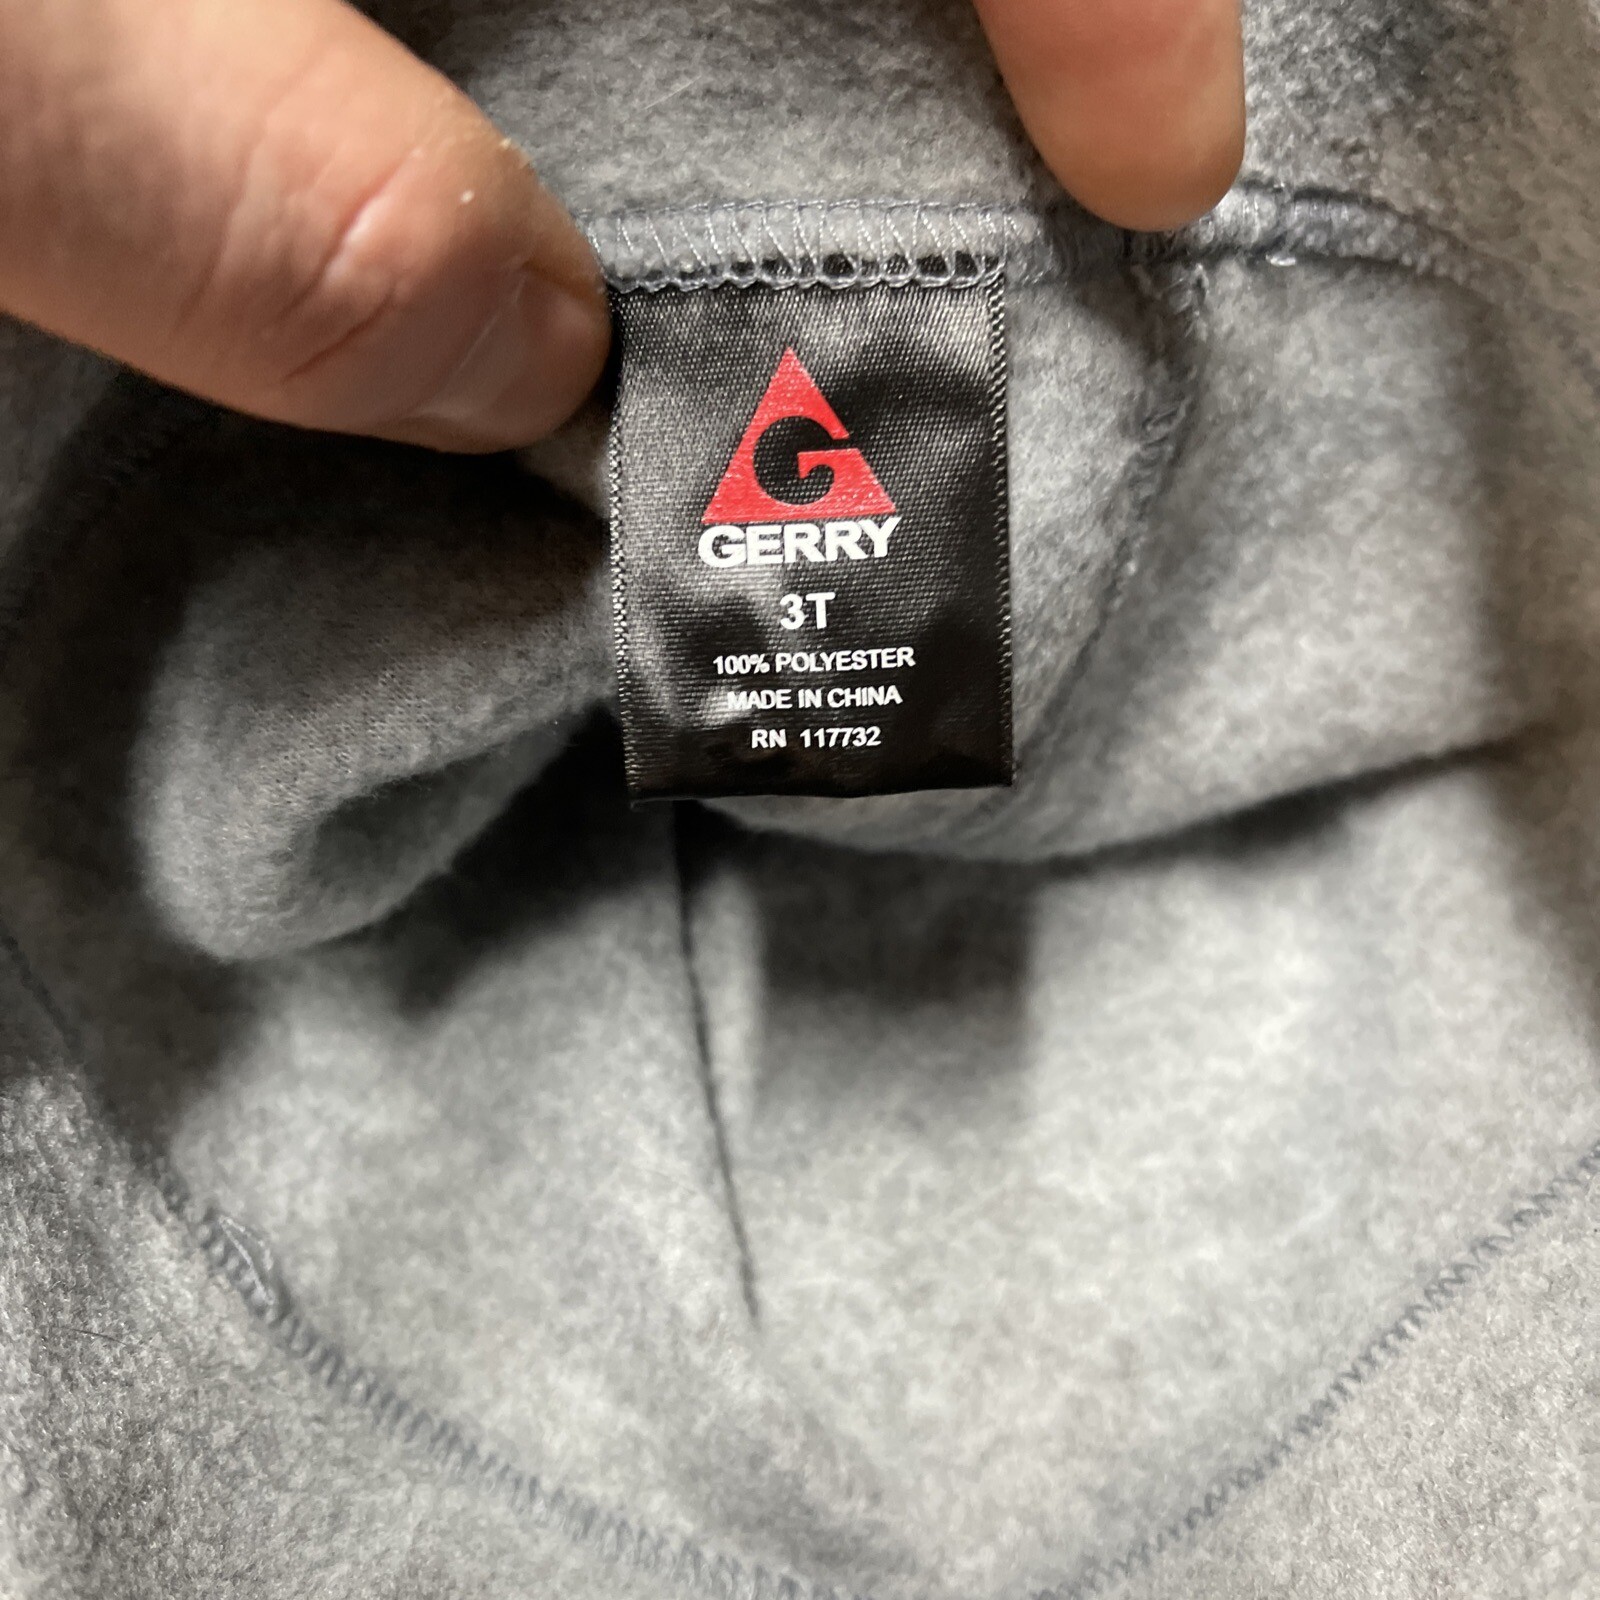 G
GERRY
3T
100% POLYESTER
MADE IN CHINA
RN 117732